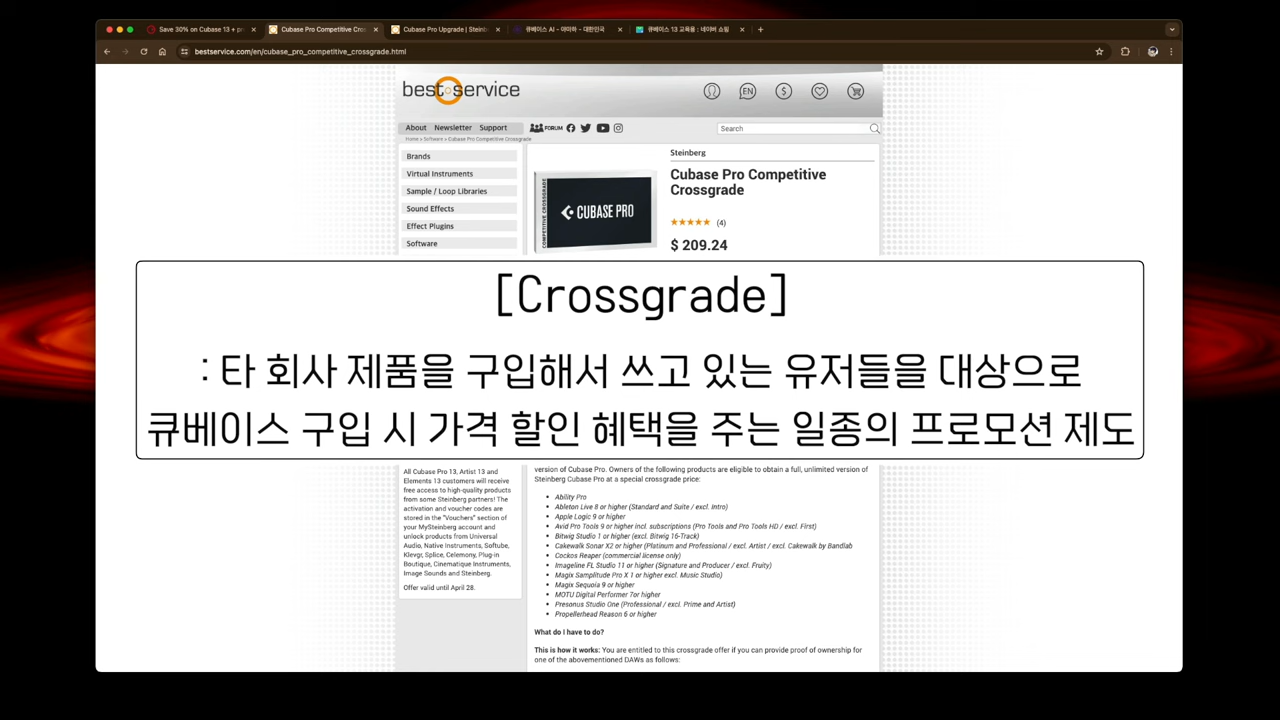 Save 30% on Cubase 13 + p
Cubase Pro Competitive Cros
Cubase Pro Upgrade | Steinb
큐베이스 AI - 야마하 - 대한민국
큐베이스 13 교육용 : 네이버 쇼핑
bestservice.com/en/cubase_pro_competitive_crossgrade.html
bestservice
EN
$
About Newsletter Support
FORUM
Search
Home » Software » Cubase Pro Competitive Crossgrade
Brands
Virtual Instruments
Sample / Loop Libraries
Sound Effects
Effect Plugins
Software
COMPETITIVE CROSSGRADE
CUBASE PRO
Steinberg
Cubase Pro Competitive
Crossgrade
★★★★★ (4)
$ 209.24
[Crossgrade]
: 타 회사 제품을 구입해서 쓰고 있는 유저들을 대상으로
큐베이스 구입 시 가격 할인 혜택을 주는 일종의 프로모션 제도
All Cubase Pro 13, Artist 13 and
Elements 13 customers will receive
free access to high-quality products
from some Steinberg partners! The
activation and voucher codes are
stored in the "Vouchers" section of
your MySteinberg account and
unlock products from Universal
Audio, Native Instruments, Softube,
Klevgr, Splice, Celemony, Plug-in
Boutique, Cinematique Instruments,
Image Sounds and Steinberg.
Offer valid until April 28.
version of Cubase Pro. Owners of the following products are eligible to obtain a full, unlimited version of
Steinberg Cubase Pro at a special crossgrade price:
• Ability Pro
• Ableton Live 8 or higher (Standard and Suite / excl. Intro)
• Apple Logic 9 or higher
• Avid Pro Tools 9 or higher incl. subscriptions (Pro Tools and Pro Tools HD / excl. First)
• Bitwig Studio 1 or higher (excl. Bitwig 16-Track)
• Cakewalk Sonar X2 or higher (Platinum and Professional / excl. Artist / excl. Cakewalk by Bandlab
• Cockos Reaper (commercial license only)
• Imageline FL Studio 11 or higher (Signature and Producer / excl. Fruity)
• Magix Samplitude Pro X 1 or higher excl. Music Studio)
• Magix Sequoia 9 or higher
• MOTU Digital Performer 7or higher
• Presonus Studio One (Professional / excl. Prime and Artist)
• Propellerhead Reason 6 or higher
What do I have to do?
This is how it works: You are entitled to this crossgrade offer if you can provide proof of ownership for
one of the abovementioned DAWs as follows: